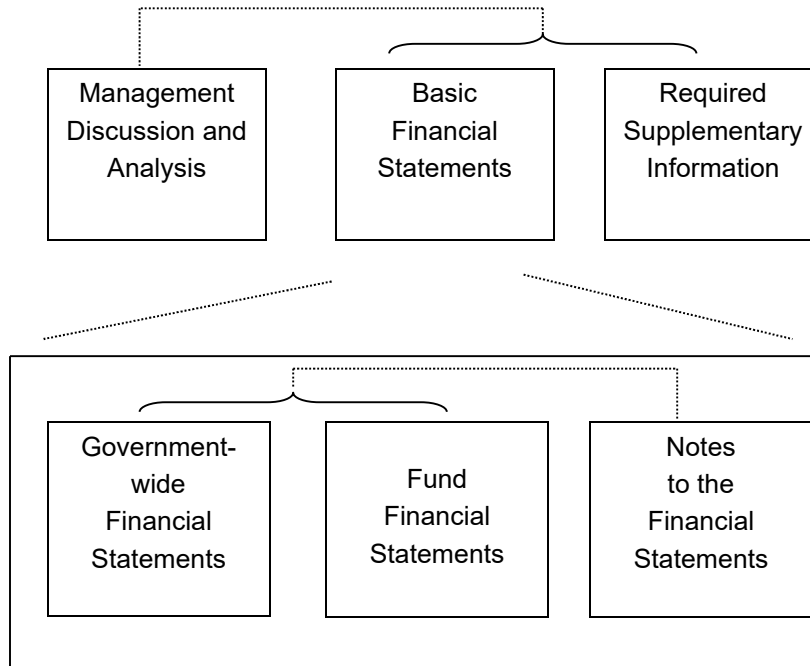 Management
Discussion and
Analysis
Basic
Financial
Statements
Required
Supplementary
Information
Government-
wide
Financial
Statements
Fund
Financial
Statements
Notes
to the
Financial
Statements